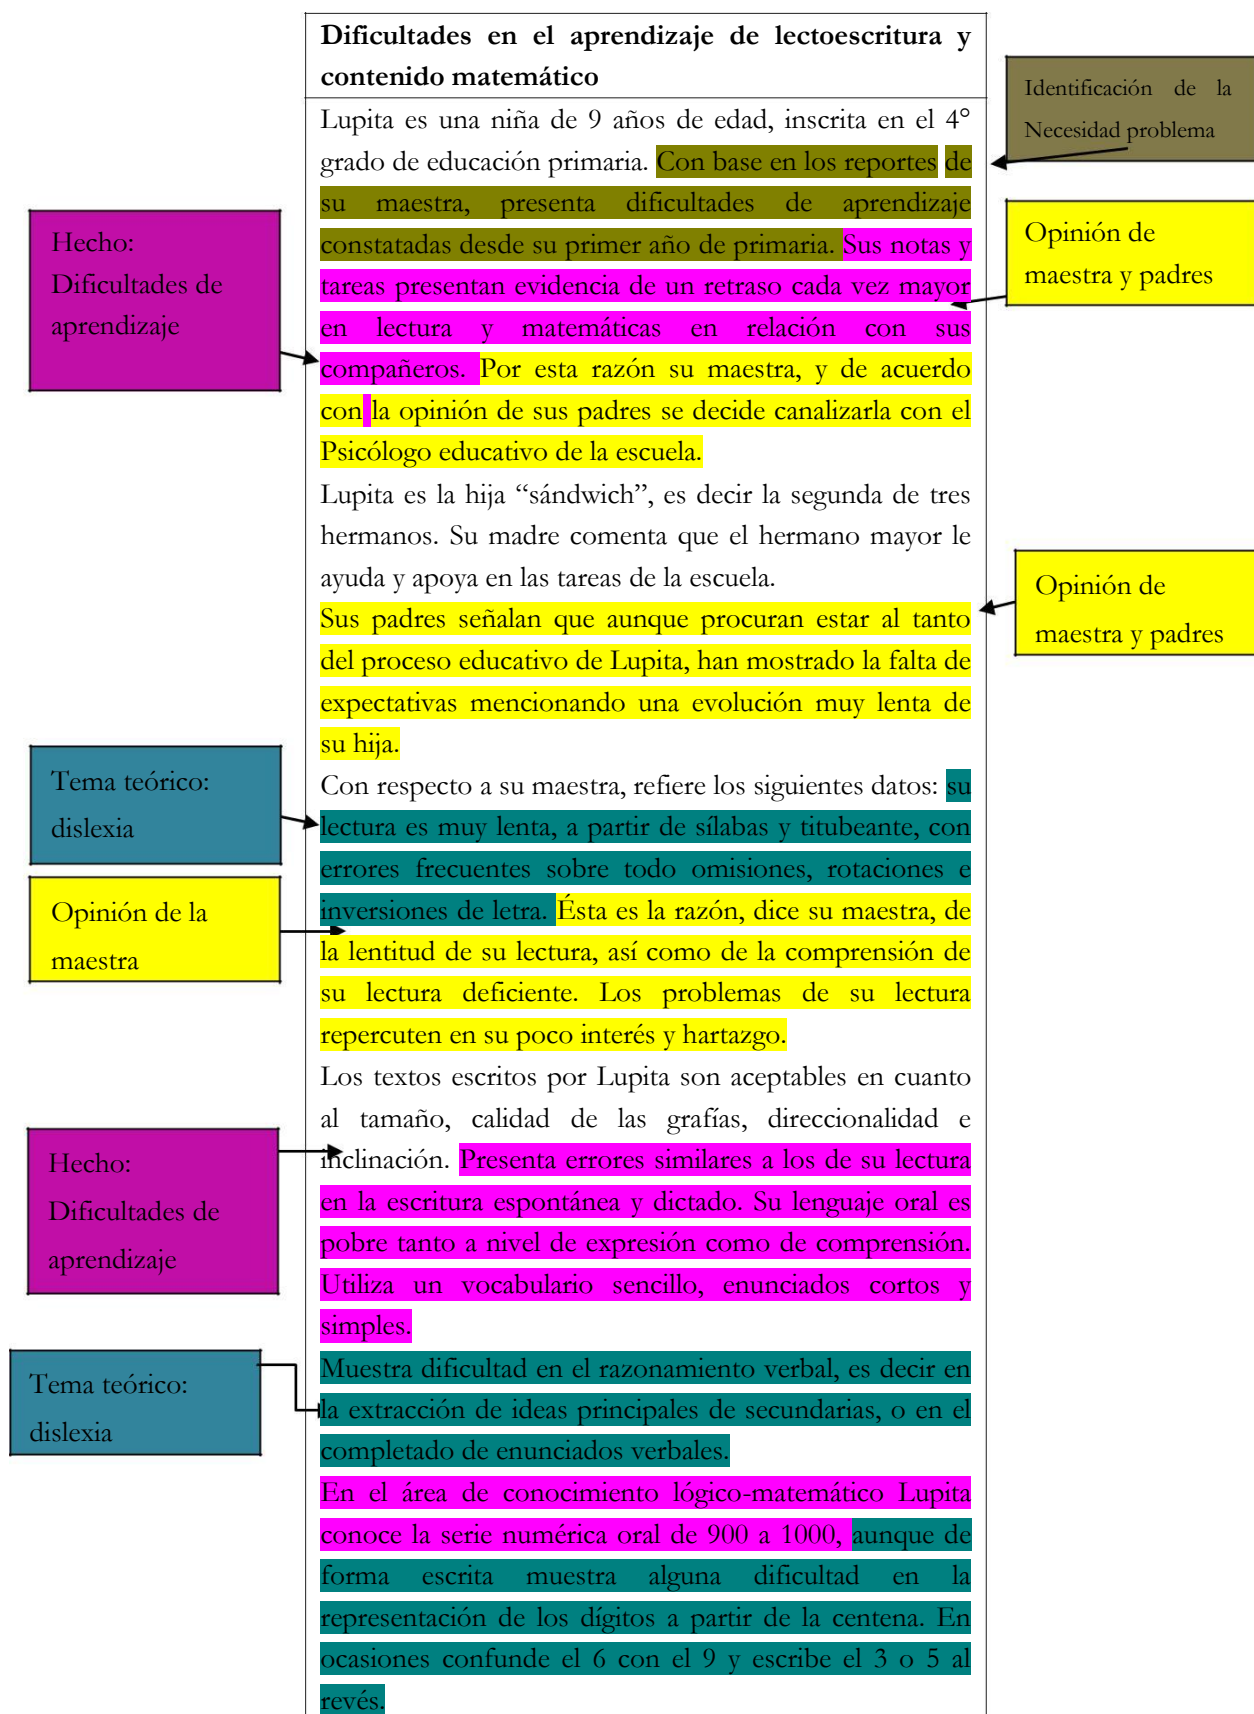 Dificultades en el aprendizaje de lectoescritura y
contenido matemático
Identificación de la
Necesidad problema
Lupita es una niña de 9 años de edad, inscrita en el 4°
grado de educación primaria. Con base en los reportes de
su maestra, presenta dificultades de aprendizaje
constatadas desde su primer año de primaria. Sus notas y
tareas presentan evidencia de un retraso cada vez mayor
en lectura y matemáticas en relación con sus
compañeros. Por esta razón su maestra, y de acuerdo
con la opinión de sus padres se decide canalizarla con el
Psicólogo educativo de la escuela.
Hecho:
Dificultades de
aprendizaje
Opinión de
maestra y padres
Lupita es la hija “sándwich”, es decir la segunda de tres
hermanos. Su madre comenta que el hermano mayor le
ayuda y apoya en las tareas de la escuela.
Sus padres señalan que aunque procuran estar al tanto
del proceso educativo de Lupita, han mostrado la falta de
expectativas mencionando una evolución muy lenta de
su hija.
Opinión de
maestra y padres
Con respecto a su maestra, refiere los siguientes datos: su
lectura es muy lenta, a partir de sílabas y titubeante, con
errores frecuentes sobre todo omisiones, rotaciones e
inversiones de letra. Ésta es la razón, dice su maestra, de
la lentitud de su lectura, así como de la comprensión de
su lectura deficiente. Los problemas de su lectura
repercuten en su poco interés y hartazgo.
Tema teórico:
dislexia
Opinión de la
maestra
Los textos escritos por Lupita son aceptables en cuanto
al tamaño, calidad de las grafías, direccionalidad e
inclinación. Presenta errores similares a los de su lectura
en la escritura espontánea y dictado. Su lenguaje oral es
pobre tanto a nivel de expresión como de comprensión.
Utiliza un vocabulario sencillo, enunciados cortos y
simples.
Hecho:
Dificultades de
aprendizaje
Muestra dificultad en el razonamiento verbal, es decir en
la extracción de ideas principales de secundarias, o en el
completado de enunciados verbales.
Tema teórico:
dislexia
En el área de conocimiento lógico-matemático Lupita
conoce la serie numérica oral de 900 a 1000, aunque de
forma escrita muestra alguna dificultad en la
representación de los dígitos a partir de la centena. En
ocasiones confunde el 6 con el 9 y escribe el 3 o 5 al
revés.